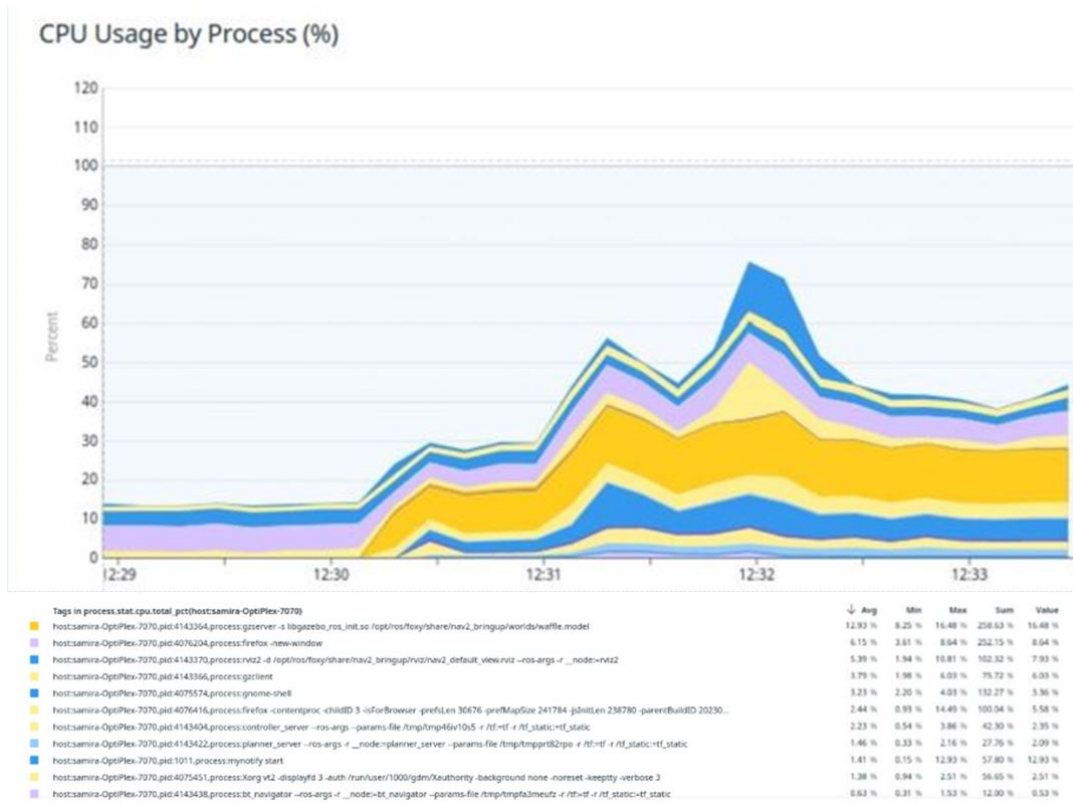 CPU Usage by Process (%)
120
110
100
90
80
70
60
50
40
30
20
10
0
Percent
12:29
12:30
12:31
12:32
12:33
Tags in process.stat.cpu.total_pct(host:samira-OptiPlex-7070) ↓ Avg Min Max Sum Value
host:samira-OptiPlex-7070,pid:4143364,process:gzserver -s libgazebo_ros_init.so /opt/ros/foxy/share/nav2_bringup/worlds/waffle.model 12.93 % 8.25 % 16.48 % 258.63 % 16.48 %
host:samira-OptiPlex-7070,pid:4076204,process:firefox -new-window 6.15 % 3.61 % 8.64 % 252.15 % 8.64 %
host:samira-OptiPlex-7070,pid:4143370,process:rviz2 -d /opt/ros/foxy/share/nav2_bringup/rviz/nav2_default_view.rviz --ros-args -r __node:=rviz2 5.39 % 1.94 % 10.81 % 102.32 % 7.93 %
host:samira-OptiPlex-7070,pid:4143366,process:gzclient 3.79 % 1.98 % 6.03 % 75.72 % 6.03 %
host:samira-OptiPlex-7070,pid:4075574,process:gnome-shell 3.23 % 2.20 % 4.03 % 132.27 % 3.36 %
host:samira-OptiPlex-7070,pid:4076416,process:firefox -contentproc -childID 3 -isForBrowser -prefsLen 30676 -prefMapSize 241784 -jsInitLen 238780 -parentBuildID 20230... 2.44 % 0.93 % 14.49 % 100.04 % 5.58 %
host:samira-OptiPlex-7070,pid:4143404,process:controller_server --ros-args --params-file /tmp/tmp46iv10s5 -r /tf:=tf -r /tf_static:=tf_static 2.23 % 0.54 % 3.86 % 42.30 % 2.35 %
host:samira-OptiPlex-7070,pid:4143422,process:planner_server --ros-args -r __node:=planner_server --params-file /tmp/tmpprt82rpo -r /tf:=tf -r /tf_static:=tf_static 1.46 % 0.33 % 2.16 % 27.76 % 2.09 %
host:samira-OptiPlex-7070,pid:1011,process:mynotify start 1.41 % 0.15 % 12.93 % 57.80 % 12.93 %
host:samira-OptiPlex-7070,pid:4075451,process:Xorg vt2 -displayfd 3 -auth /run/user/1000/gdm/Xauthority -background none -noreset -keeptty -verbose 3 1.38 % 0.94 % 2.51 % 56.65 % 2.51 %
host:samira-OptiPlex-7070,pid:4143438,process:bt_navigator --ros-args -r __node:=bt_navigator --params-file /tmp/tmpfa3meufz -r /tf:=tf -r /tf_static:=tf_static 0.63 % 0.31 % 1.53 % 12.00 % 0.53 %